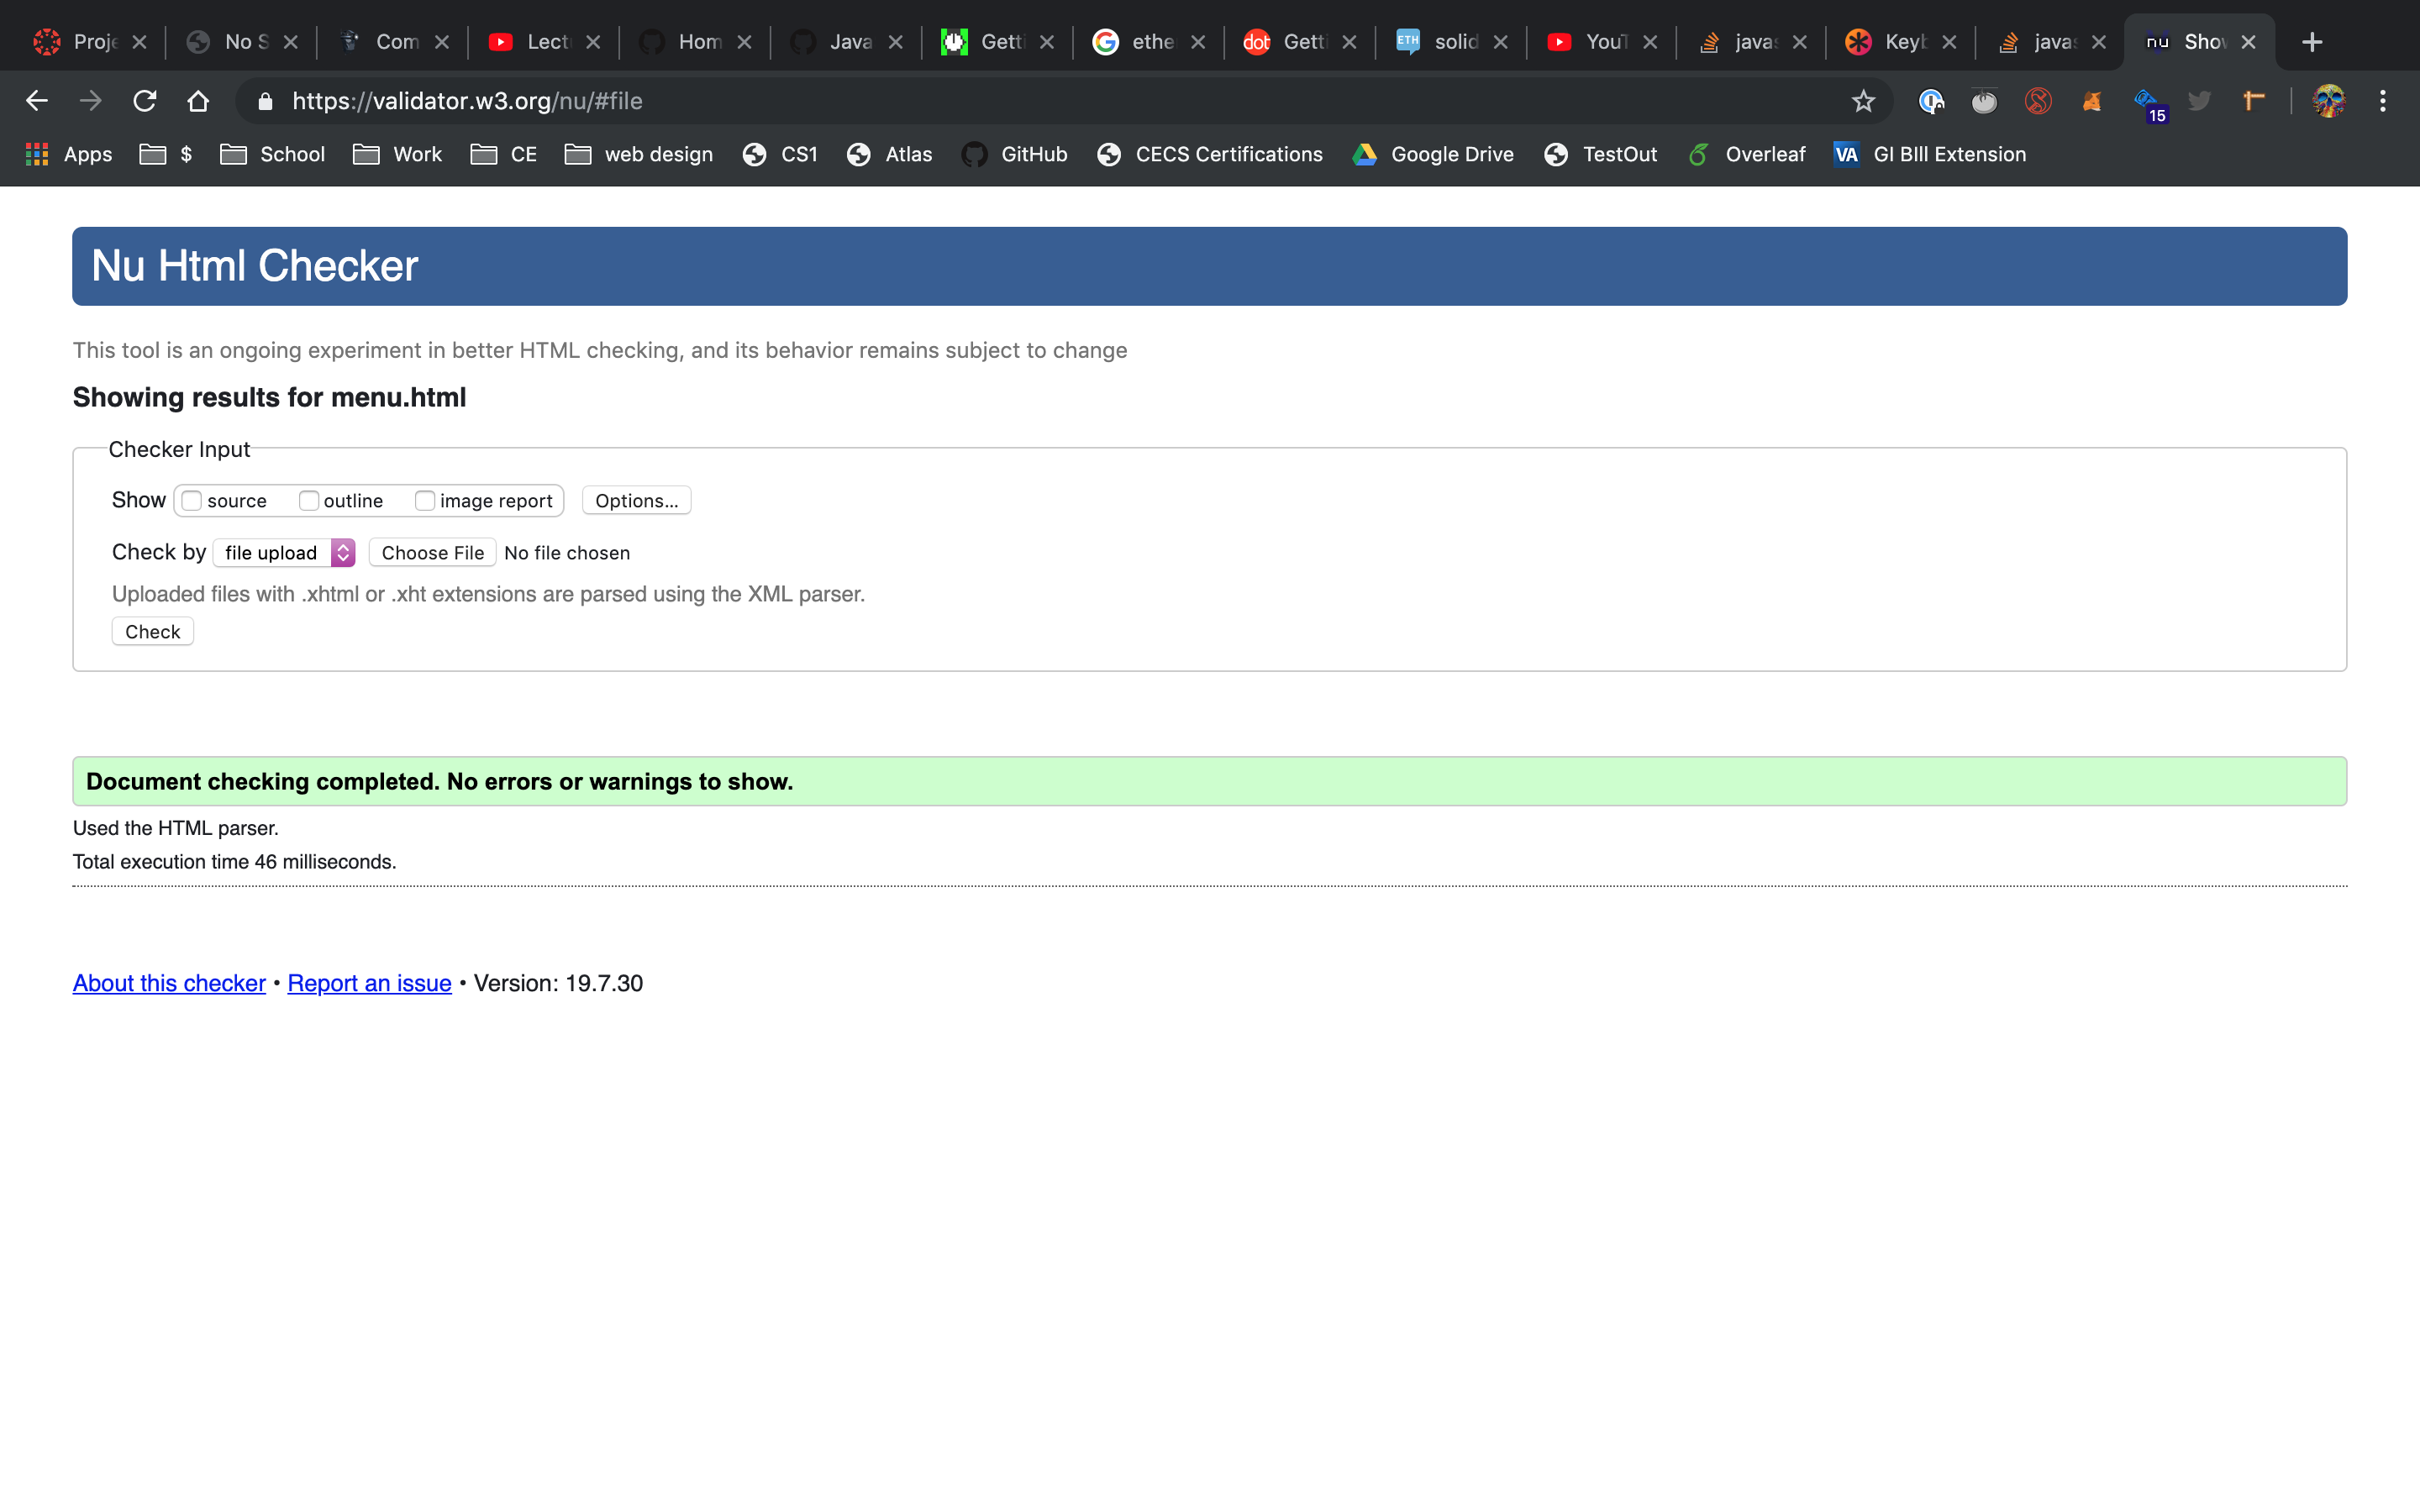 Proje No S Com Lect Hom Java Getti ethe dot Getti ETH solid YouT javas Keyb javas nu Show
https://validator.w3.org/nu/#file
15
Apps $ School Work CE web design CS1 Atlas GitHub CECS Certifications Google Drive TestOut Overleaf VA GI BIll Extension
Nu Html Checker
This tool is an ongoing experiment in better HTML checking, and its behavior remains subject to change
Showing results for menu.html
Checker Input
Show source outline image report Options...
Check by file upload Choose File No file chosen
Uploaded files with .xhtml or .xht extensions are parsed using the XML parser.
Check
Document checking completed. No errors or warnings to show.
Used the HTML parser.
Total execution time 46 milliseconds.
About this checker • Report an issue • Version: 19.7.30